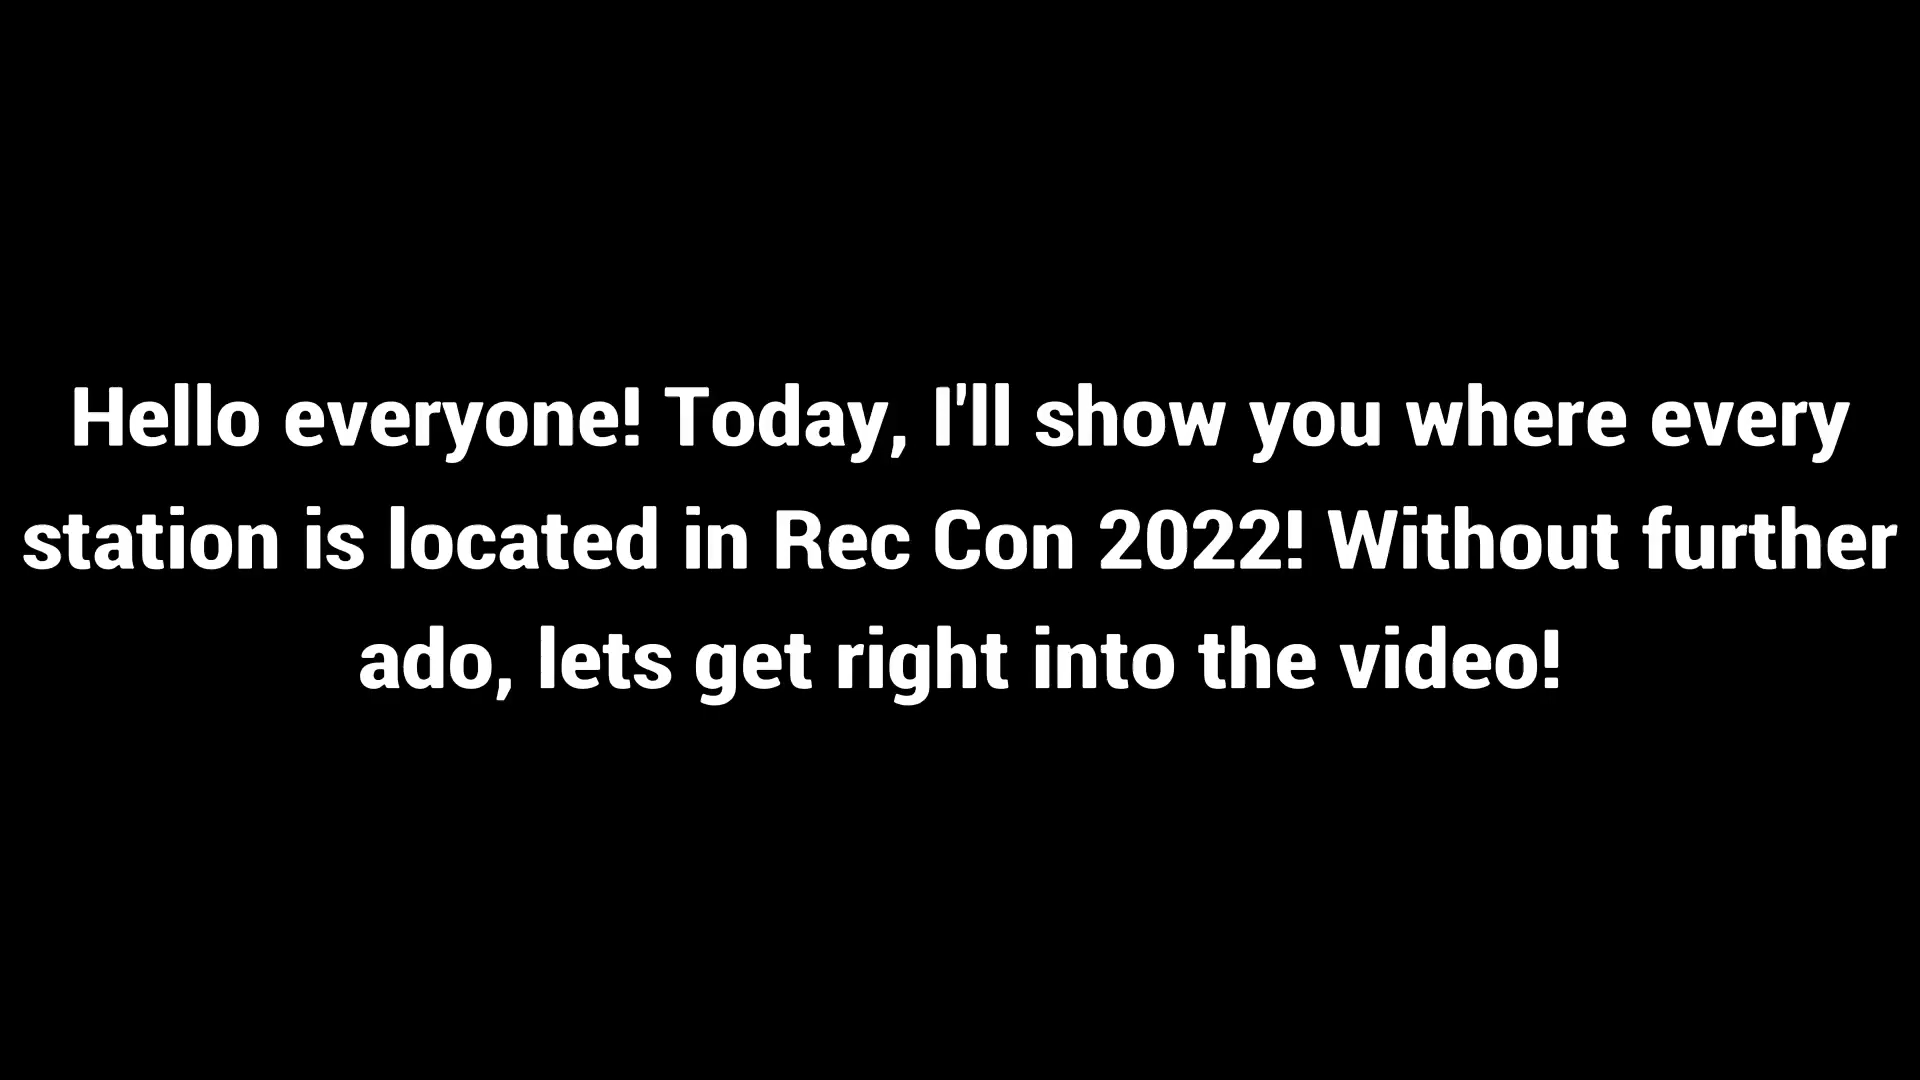 Hello everyone! Today, I'll show you where every
station is located in Rec Con 2022! Without further
ado, lets get right into the video!